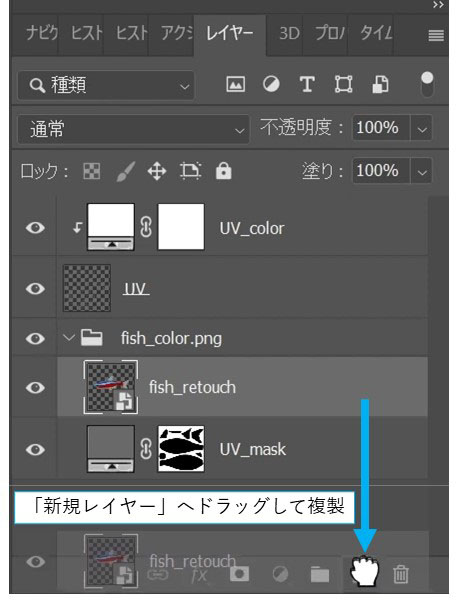 ナビゲ ヒスト ヒスト アクシ レイヤー 3D プロパ タイム
種類
通常 不透明度： 100%
ロック： 塗り： 100%
UV_color
UV
fish_color.png
fish_retouch
UV_mask
「新規レイヤー」へドラッグして複製
fish_retouch
fx